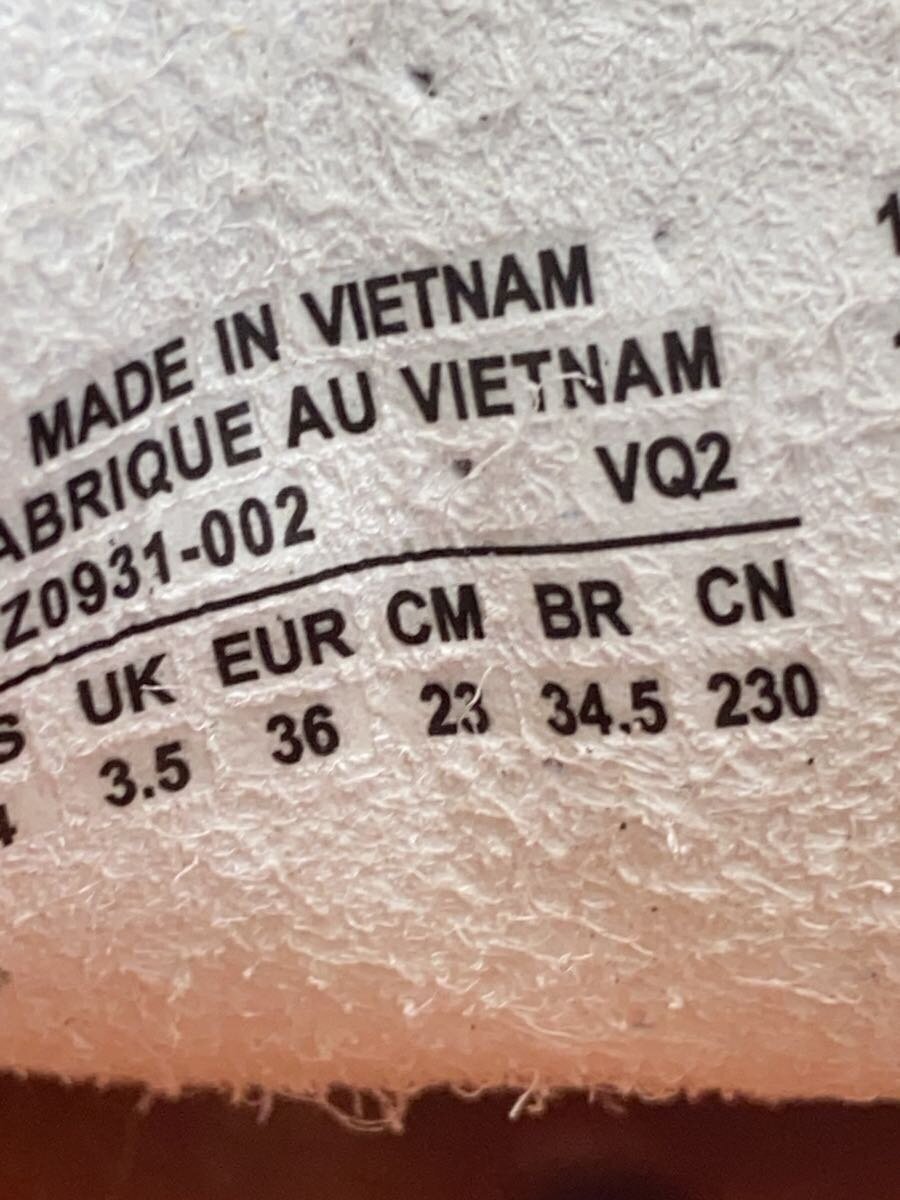 MADE IN VIETNAM
ABRIQUE AU VIETNAM
Z0931-002 VQ2
S UK EUR CM BR CN
4 3.5 36 23 34.5 230